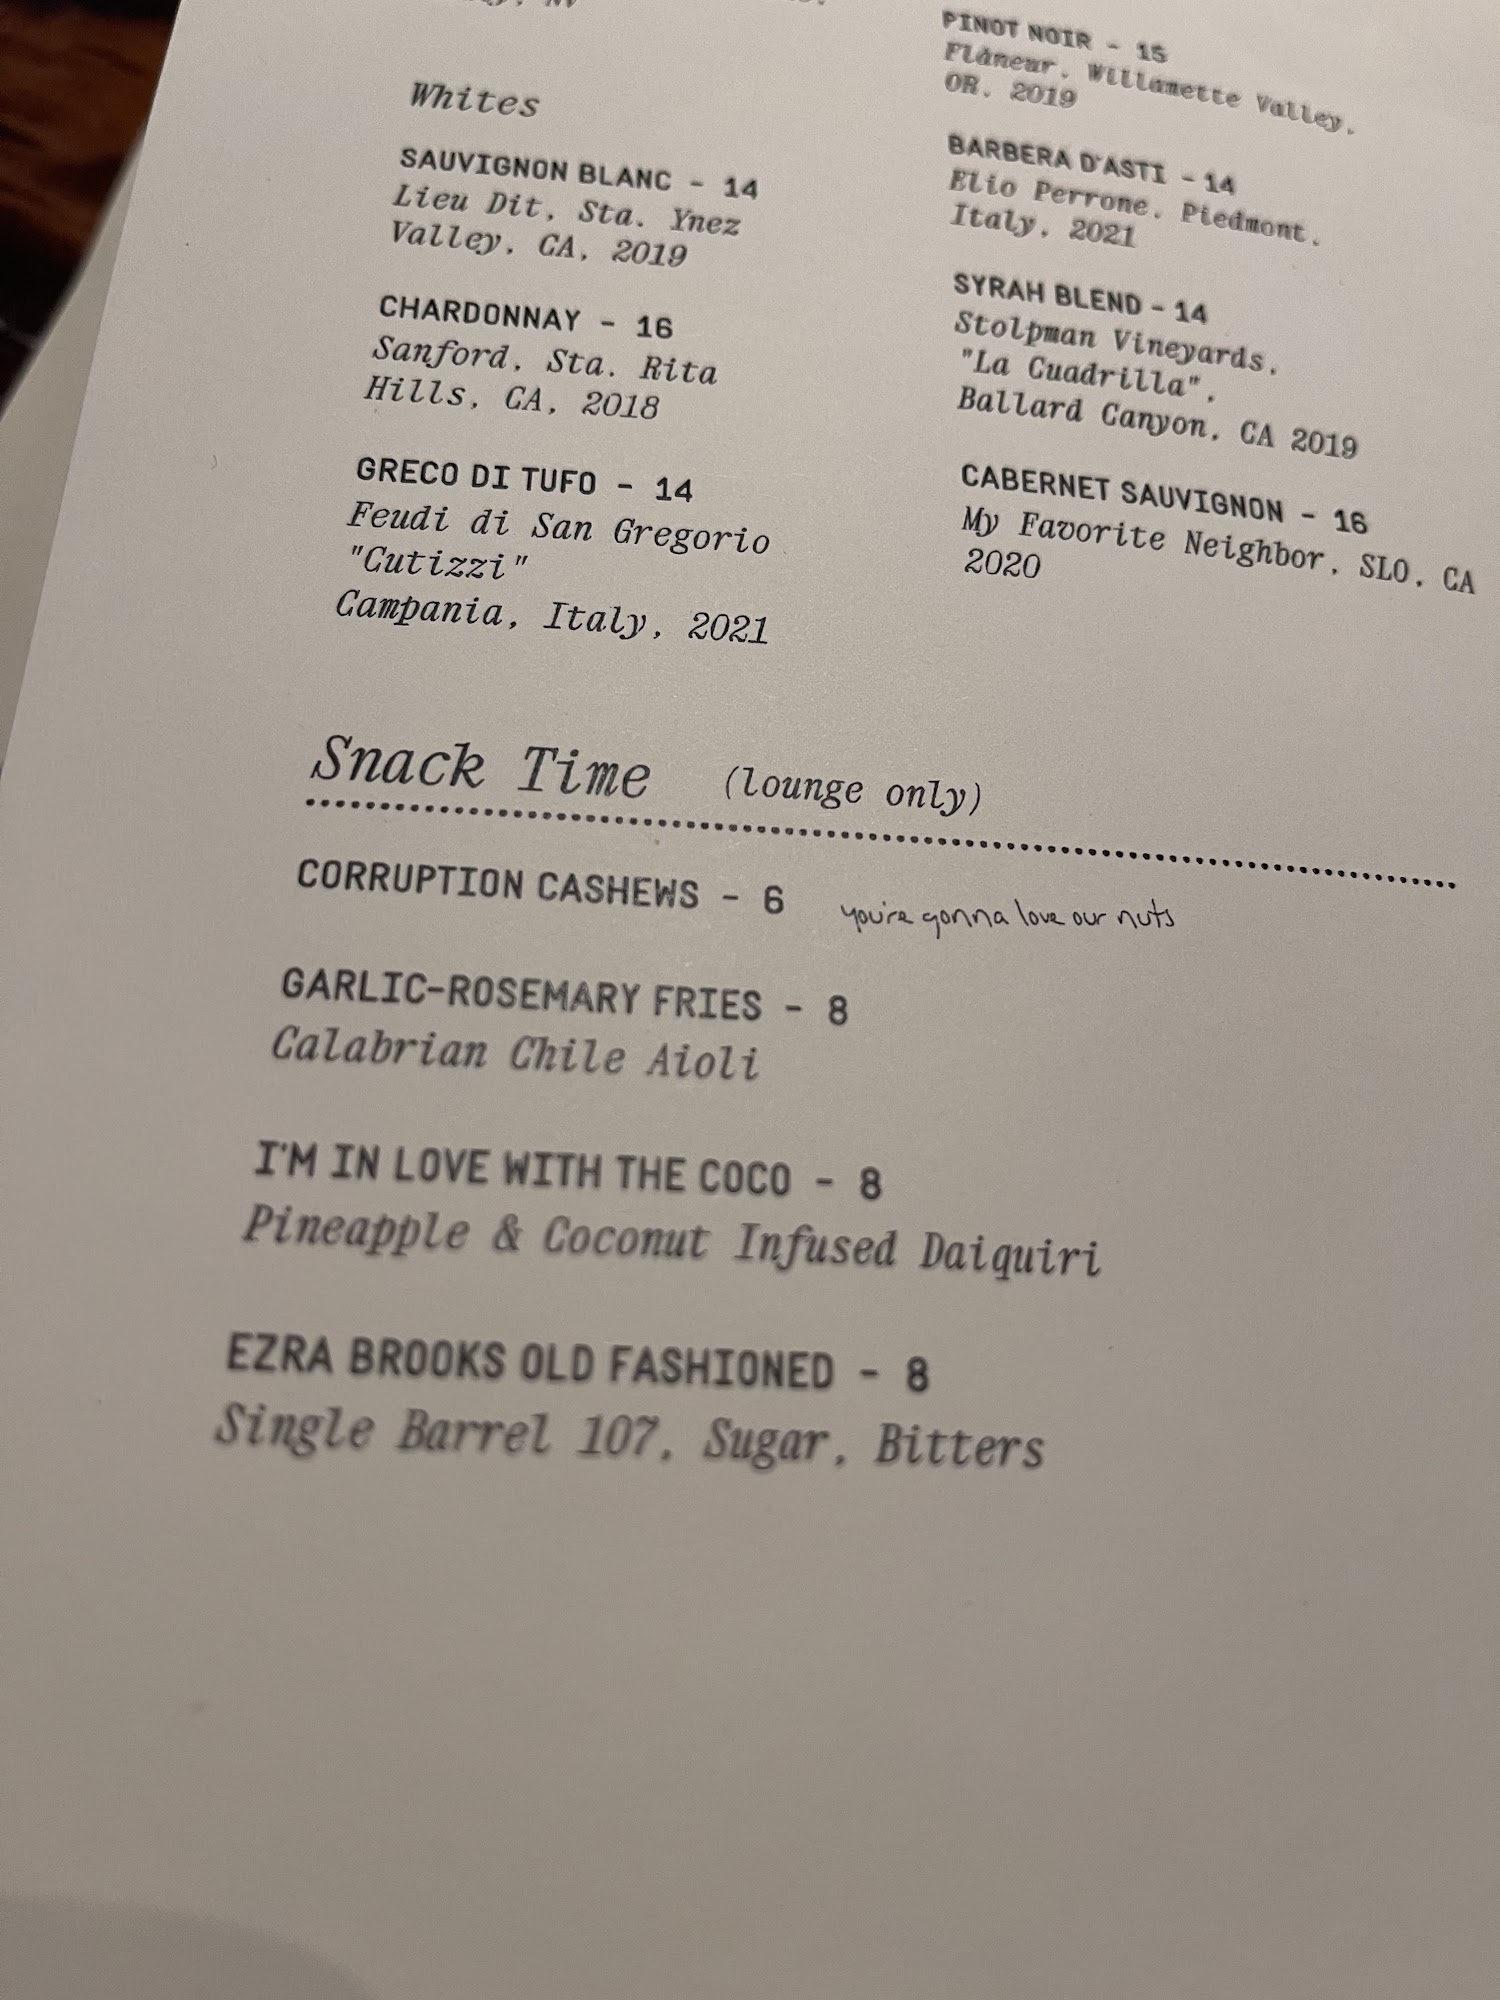 Whites
SAUVIGNON BLANC - 14
Lieu Dit, Sta. Ynez
Valley, CA, 2019
CHARDONNAY - 16
Sanford, Sta. Rita
Hills, CA, 2018
GRECO DI TUFO - 14
Feudi di San Gregorio
"Cutizzi"
Campania, Italy, 2021
PINOT NOIR - 15
Flâneur, Willamette Valley,
OR, 2019
BARBERA D'ASTI - 14
Elio Perrone, Piedmont,
Italy, 2021
SYRAH BLEND - 14
Stolpman Vineyards,
"La Cuadrilla",
Ballard Canyon, CA 2019
CABERNET SAUVIGNON - 16
My Favorite Neighbor, SLO, CA
2020
Snack Time (lounge only)
CORRUPTION CASHEWS - 6 you're gonna love our nuts
GARLIC-ROSEMARY FRIES - 8
Calabrian Chile Aioli
I'M IN LOVE WITH THE COCO - 8
Pineapple & Coconut Infused Daiquiri
EZRA BROOKS OLD FASHIONED - 8
Single Barrel 107, Sugar, Bitters